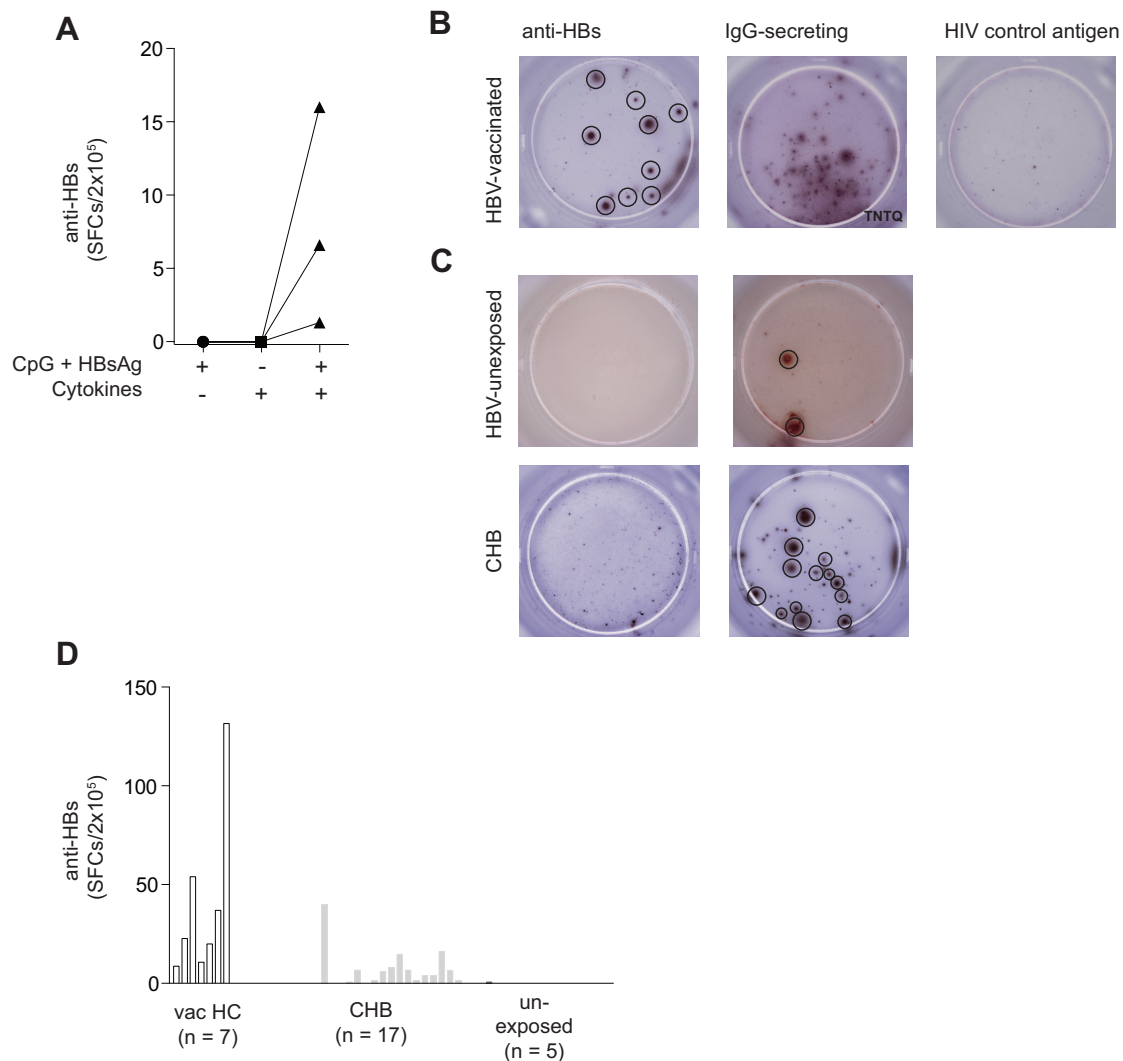 A
20
15
10
5
0
anti-HBs
(SFCs/2x10⁵)
CpG + HBsAg + - +
Cytokines - + +
B
anti-HBs IgG-secreting HIV control antigen
HBV-vaccinated
TNTQ
C
HBV-unexposed
CHB
D
150
100
50
0
anti-HBs
(SFCs/2x10⁵)
vac HC
(n = 7)
CHB
(n = 17)
un-
exposed
(n = 5)